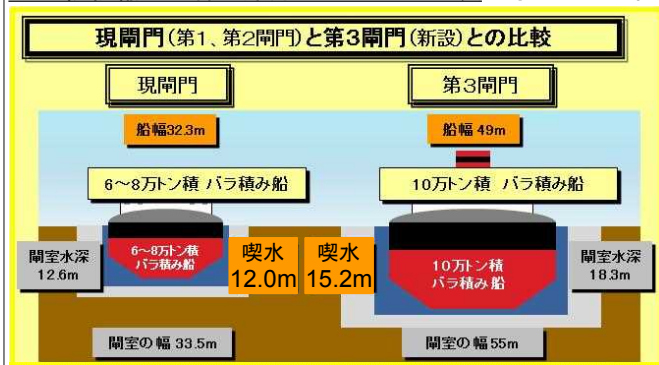 現閘門(第1、第2閘門)と第3閘門(新設)との比較
現閘門
第3閘門
船幅32.3m
船幅 49m
6～8万トン積 バラ積み船
10万トン積 バラ積み船
閘室水深
12.6m
6～8万トン積
バラ積み船
喫水
12.0m
喫水
15.2m
10万トン積
バラ積み船
閘室水深
18.3m
閘室の幅 33.5m
閘室の幅 55m